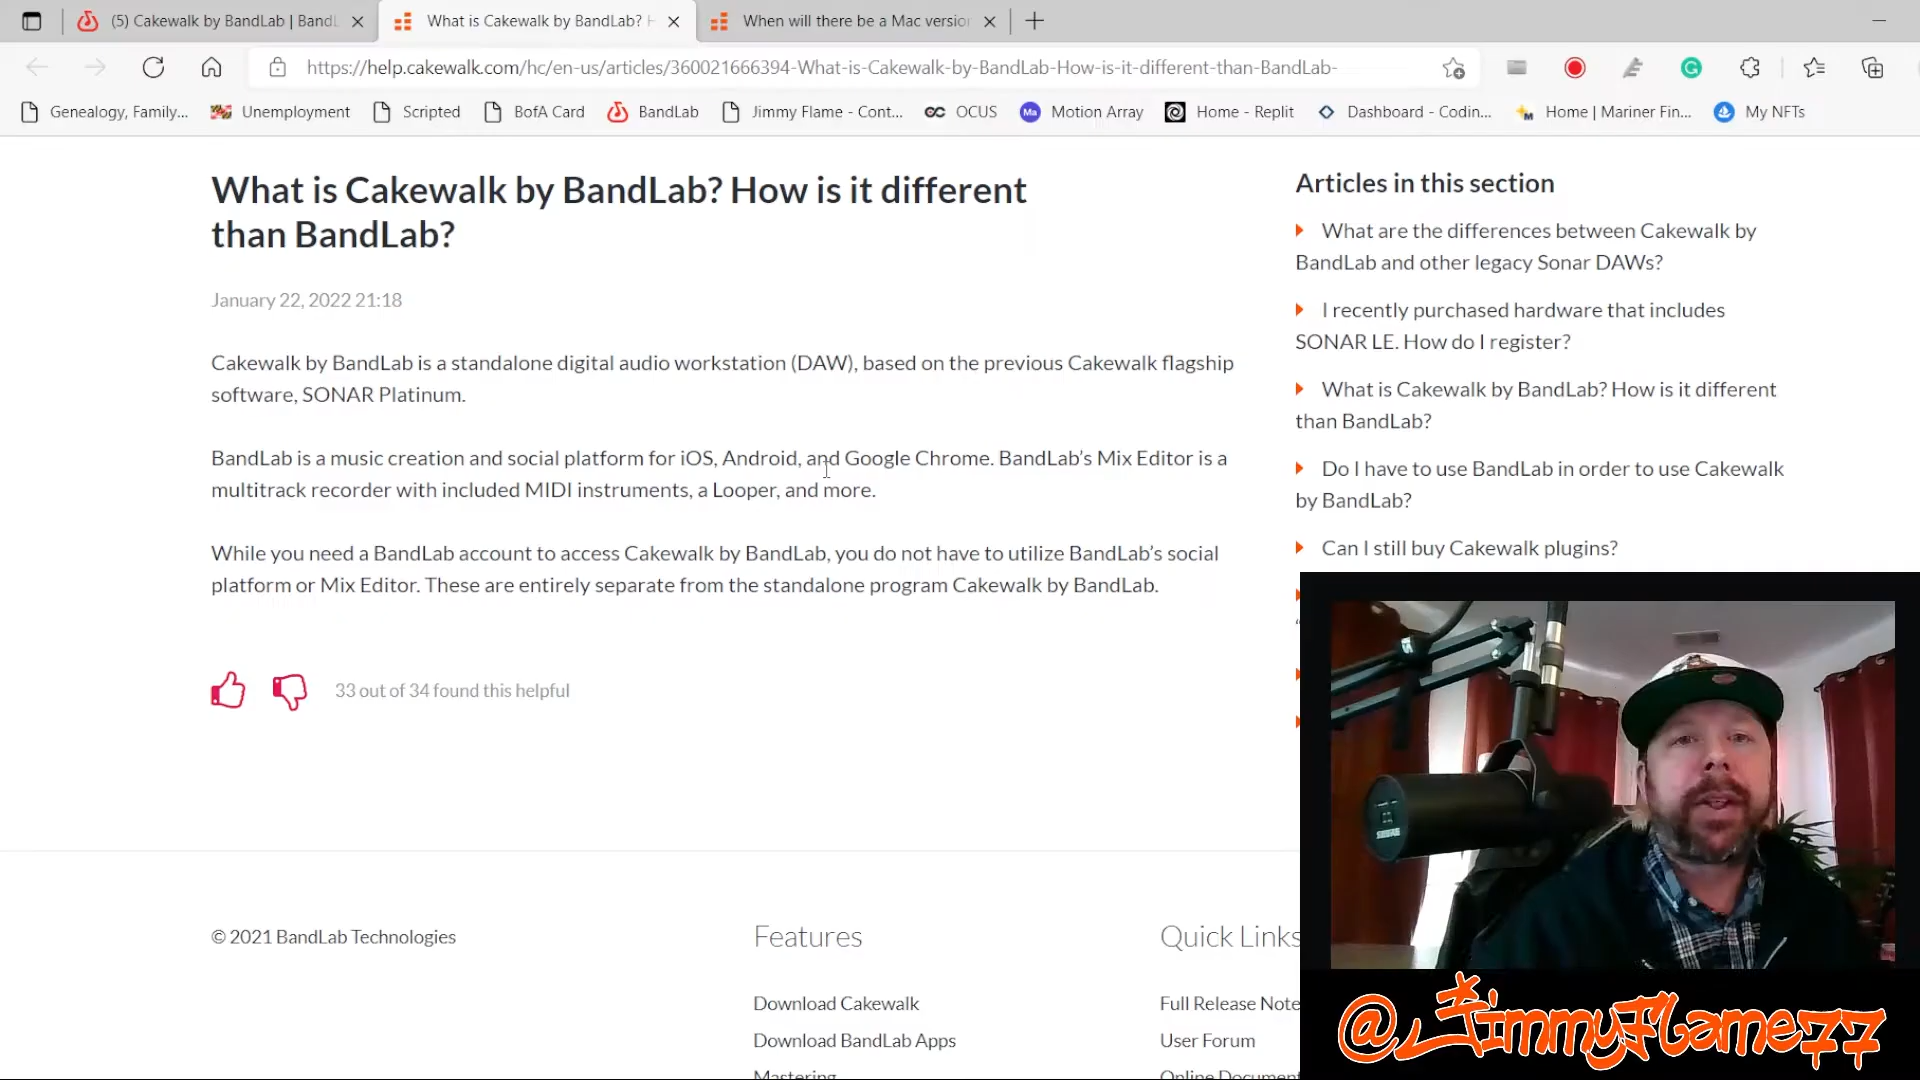 (5) Cakewalk by BandLab | BandL
What is Cakewalk by BandLab? H
When will there be a Mac versio
https://help.cakewalk.com/hc/en-us/articles/360021666394-What-is-Cakewalk-by-BandLab-How-is-it-different-than-BandLab-
Genealogy, Family... Unemployment Scripted BofA Card BandLab Jimmy Flame - Cont... OCUS Ma Motion Array Home - Replit Dashboard - Codin... Home | Mariner Fin... My NFTs
What is Cakewalk by BandLab? How is it different
than BandLab?
January 22, 2022 21:18
Cakewalk by BandLab is a standalone digital audio workstation (DAW), based on the previous Cakewalk flagship
software, SONAR Platinum.
BandLab is a music creation and social platform for iOS, Android, and Google Chrome. BandLab’s Mix Editor is a
multitrack recorder with included MIDI instruments, a Looper, and more.
While you need a BandLab account to access Cakewalk by BandLab, you do not have to utilize BandLab’s social
platform or Mix Editor. These are entirely separate from the standalone program Cakewalk by BandLab.
33 out of 34 found this helpful
Articles in this section
What are the differences between Cakewalk by
BandLab and other legacy Sonar DAWs?
I recently purchased hardware that includes
SONAR LE. How do I register?
What is Cakewalk by BandLab? How is it different
than BandLab?
Do I have to use BandLab in order to use Cakewalk
by BandLab?
Can I still buy Cakewalk plugins?
© 2021 BandLab Technologies
Features
Download Cakewalk
Download BandLab Apps
Mastering
Quick Links
Full Release Note
User Forum
Online Document
@JimmyFlame77